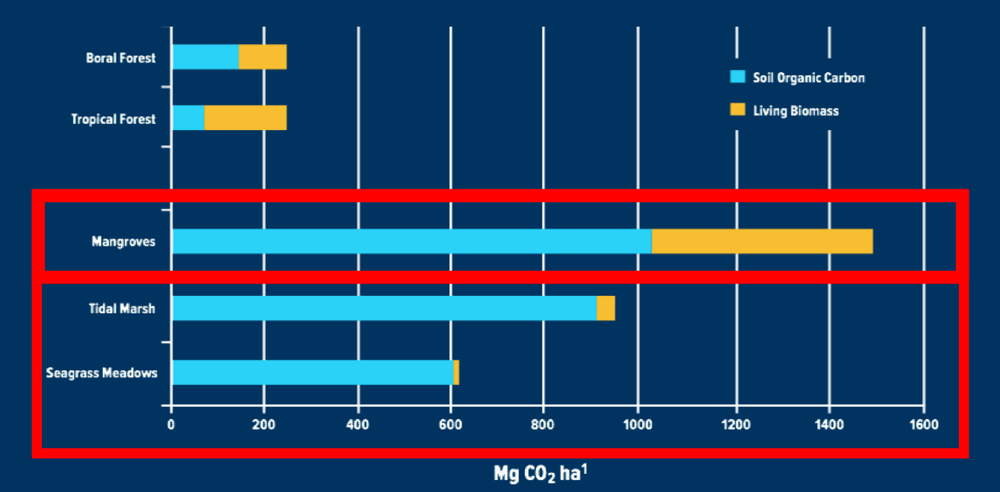 Boral Forest
Soil Organic Carbon
Living Biomass
Tropical Forest
Mangroves
Tidal Marsh
Seagrass Meadows
0 200 400 600 800 1000 1200 1400 1600
Mg CO₂ ha¹